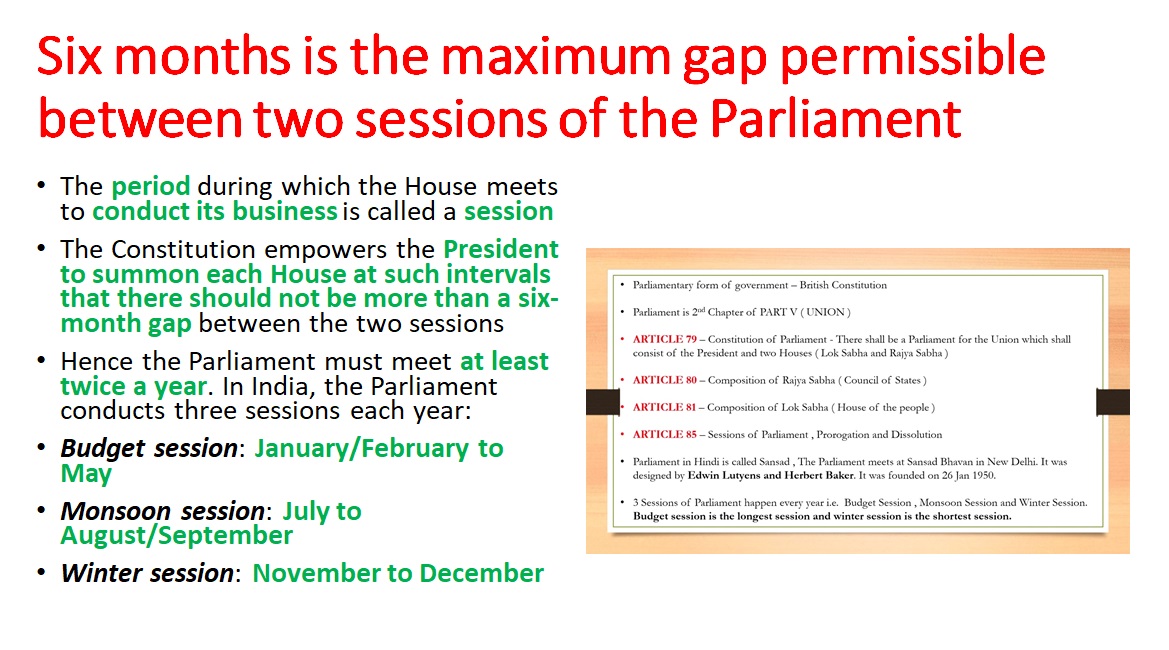 Six months is the maximum gap permissible
between two sessions of the Parliament
• The period during which the House meets
to conduct its business is called a session
• The Constitution empowers the President
to summon each House at such intervals
that there should not be more than a six-
month gap between the two sessions
• Hence the Parliament must meet at least
twice a year. In India, the Parliament
conducts three sessions each year:
• Budget session: January/February to
May
• Monsoon session: July to
August/September
• Winter session: November to December
• Parliamentary form of government – British Constitution
• Parliament is 2nd Chapter of PART V ( UNION )
• ARTICLE 79 – Constitution of Parliament - There shall be a Parliament for the Union which shall
consist of the President and two Houses ( Lok Sabha and Rajya Sabha )
• ARTICLE 80 – Composition of Rajya Sabha ( Council of States )
• ARTICLE 81 – Composition of Lok Sabha ( House of the people )
• ARTICLE 85 – Sessions of Parliament , Prorogation and Dissolution
• Parliament in Hindi is called Sansad , The Parliament meets at Sansad Bhavan in New Delhi. It was
designed by Edwin Lutyens and Herbert Baker. It was founded on 26 Jan 1950.
• 3 Sessions of Parliament happen every year i.e. Budget Session , Monsoon Session and Winter Session.
Budget session is the longest session and winter session is the shortest session.